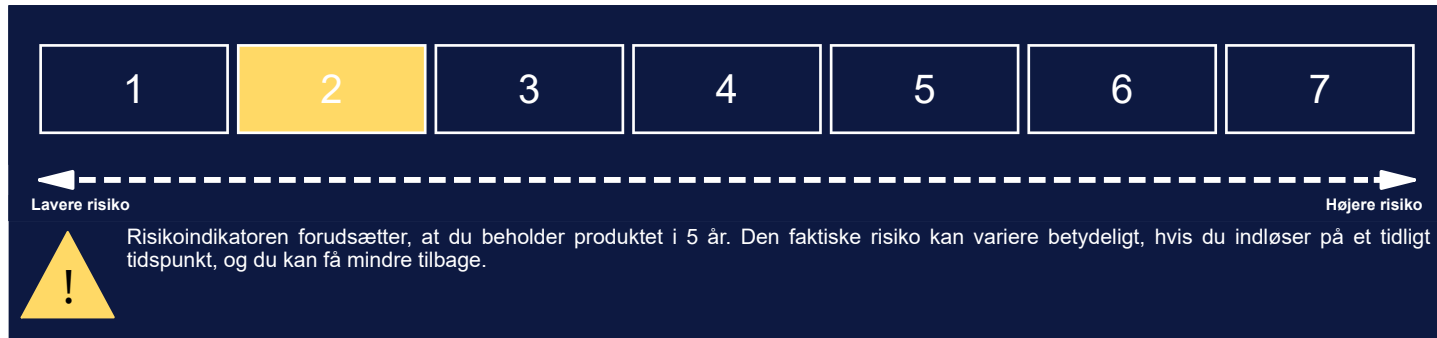 1 2 3 4 5 6 7
Lavere risiko Højere risiko
Risikoindikatoren forudsætter, at du beholder produktet i 5 år. Den faktiske risiko kan variere betydeligt, hvis du indløser på et tidligt
tidspunkt, og du kan få mindre tilbage.
!